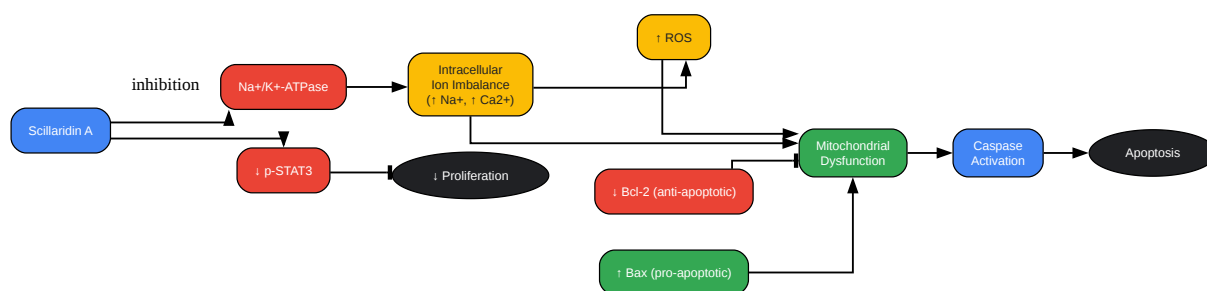 ↑ ROS
inhibition
Na+/K+-ATPase
Intracellular
Ion Imbalance
(↑ Na+, ↑ Ca2+)
Scillaridin A
↓ p-STAT3
↓ Proliferation
Mitochondrial
Dysfunction
Caspase
Activation
Apoptosis
↓ Bcl-2 (anti-apoptotic)
↑ Bax (pro-apoptotic)